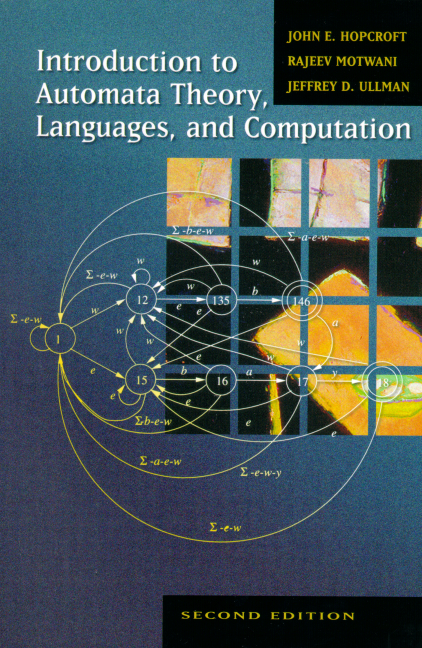 JOHN E. HOPCROFT
RAJEEV MOTWANI
JEFFREY D. ULLMAN
Introduction to
Automata Theory,
Languages, and Computation
Σ -b-e-w
Σ -a-e-w
w
w
Σ -e-w
12
w
135
b
146
e
Σ -e-w
w
e
a
1
w
w
e
w
e
w
15
b
16
a
17
y
18
e
e
e
Σ-b-e-w
e
Σ -a-e-w
Σ -e-w-y
Σ -e-w
SECOND EDITION